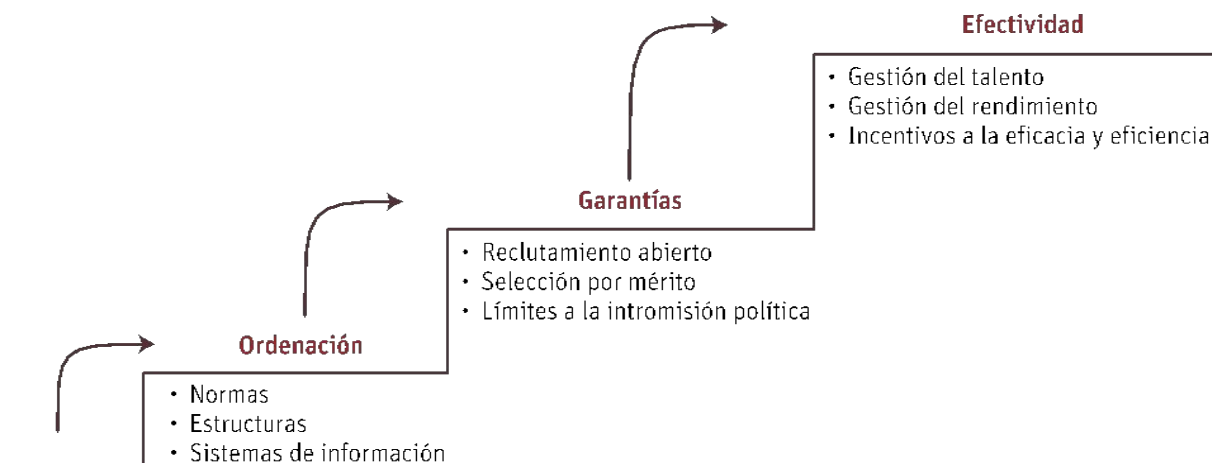 Efectividad
• Gestión del talento
• Gestión del rendimiento
• Incentivos a la eficacia y eficiencia
Garantías
• Reclutamiento abierto
• Selección por mérito
• Límites a la intromisión política
Ordenación
• Normas
• Estructuras
• Sistemas de información